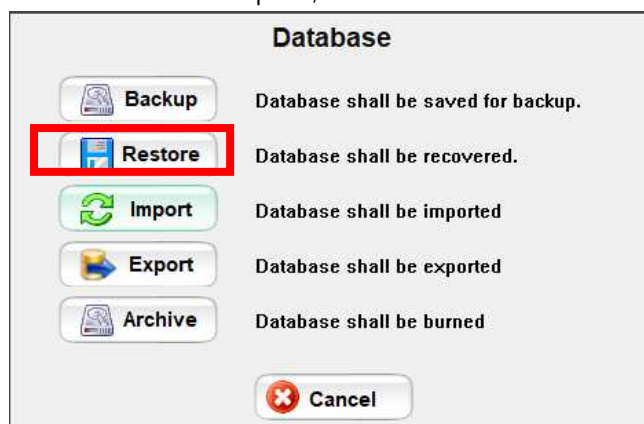 Database
Backup Database shall be saved for backup.
Restore Database shall be recovered.
Import Database shall be imported
Export Database shall be exported
Archive Database shall be burned
Cancel